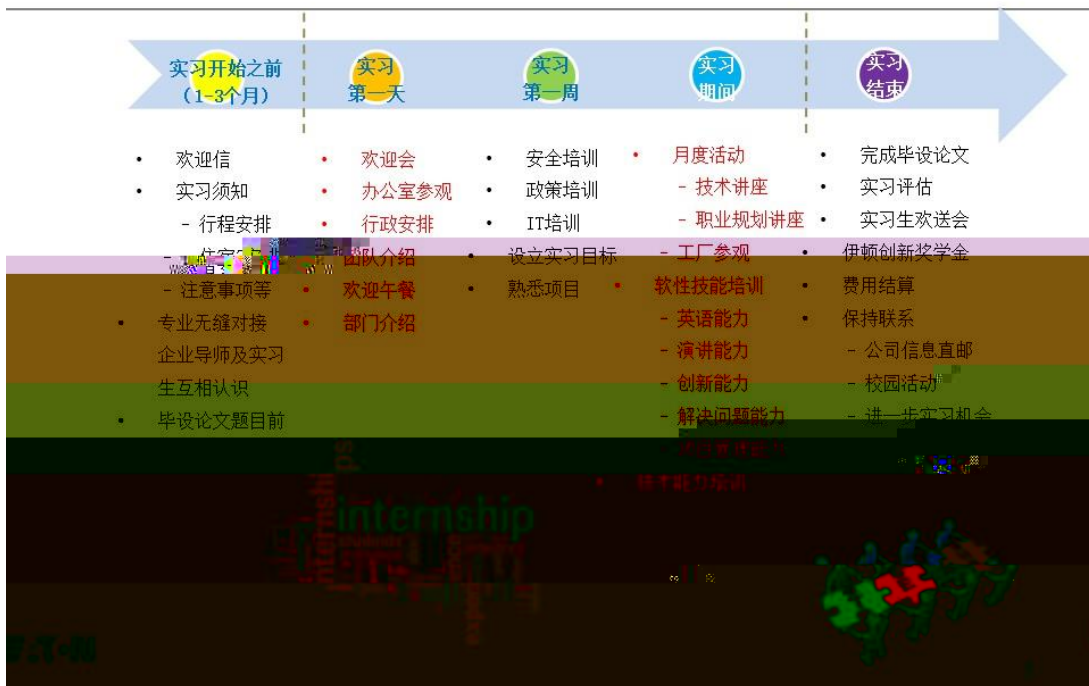 实习开始之前
（1-3个月）
实习
第一天
实习
第一周
实习
期间
实习
结束
• 欢迎信
• 实习须知
- 行程安排
- 注意事项等
• 专业无缝对接
企业导师及实习
生互相认识
• 毕设论文题目前
• 欢迎会
• 办公室参观
• 行政安排
团队介绍
• 欢迎午餐
• 部门介绍
• 安全培训
• 政策培训
• IT培训
• 设立实习目标
• 熟悉项目
• 月度活动
- 技术讲座
- 职业规划讲座
- 工厂参观
• 软性技能培训
- 英语能力
- 演讲能力
- 创新能力
- 解决问题能力
• 技术能力培训
• 完成毕设论文
• 实习评估
• 实习生欢送会
• 伊顿创新奖学金
• 费用结算
• 保持联系
- 公司信息直邮
- 校园活动
- 进一步实习机会
internship
internships